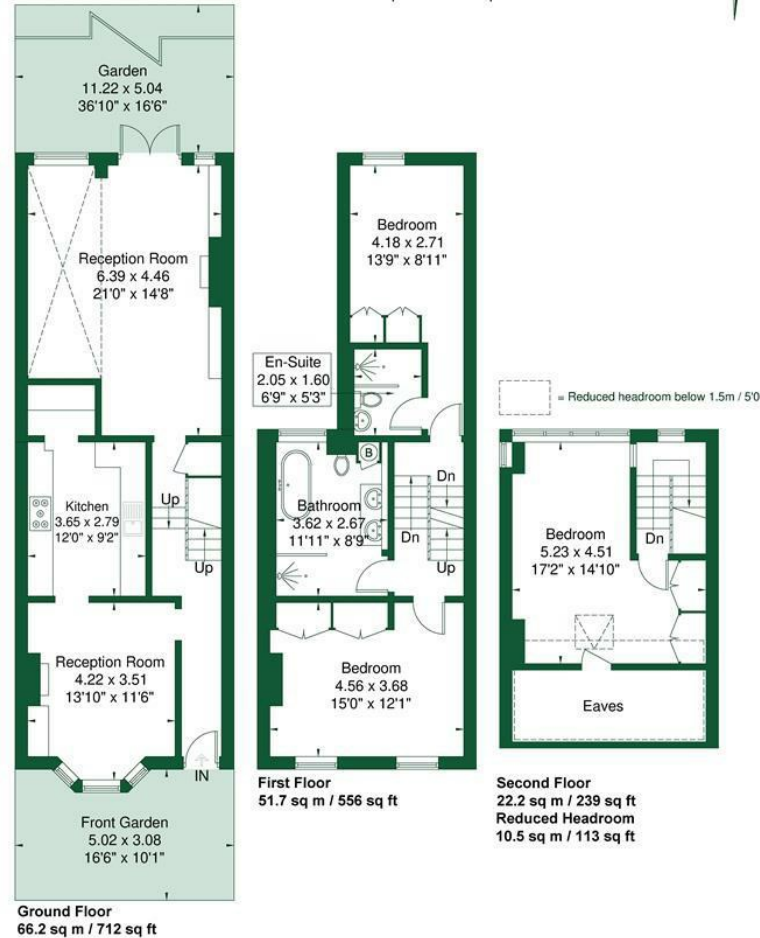 Garden
11.22 x 5.04
36'10" x 16'6"
Reception Room
6.39 x 4.46
21'0" x 14'8"
Kitchen
3.65 x 2.79
12'0" x 9'2"
Up
Up
Reception Room
4.22 x 3.51
13'10" x 11'6"
IN
Front Garden
5.02 x 3.08
16'6" x 10'1"
Ground Floor
66.2 sq m / 712 sq ft
Bedroom
4.18 x 2.71
13'9" x 8'11"
En-Suite
2.05 x 1.60
6'9" x 5'3"
B
Bathroom
3.62 x 2.67
11'11" x 8'9"
Dn
Dn
Up
Bedroom
4.56 x 3.68
15'0" x 12'1"
First Floor
51.7 sq m / 556 sq ft
= Reduced headroom below 1.5m / 5'0
Bedroom
5.23 x 4.51
17'2" x 14'10"
Dn
Eaves
Second Floor
22.2 sq m / 239 sq ft
Reduced Headroom
10.5 sq m / 113 sq ft